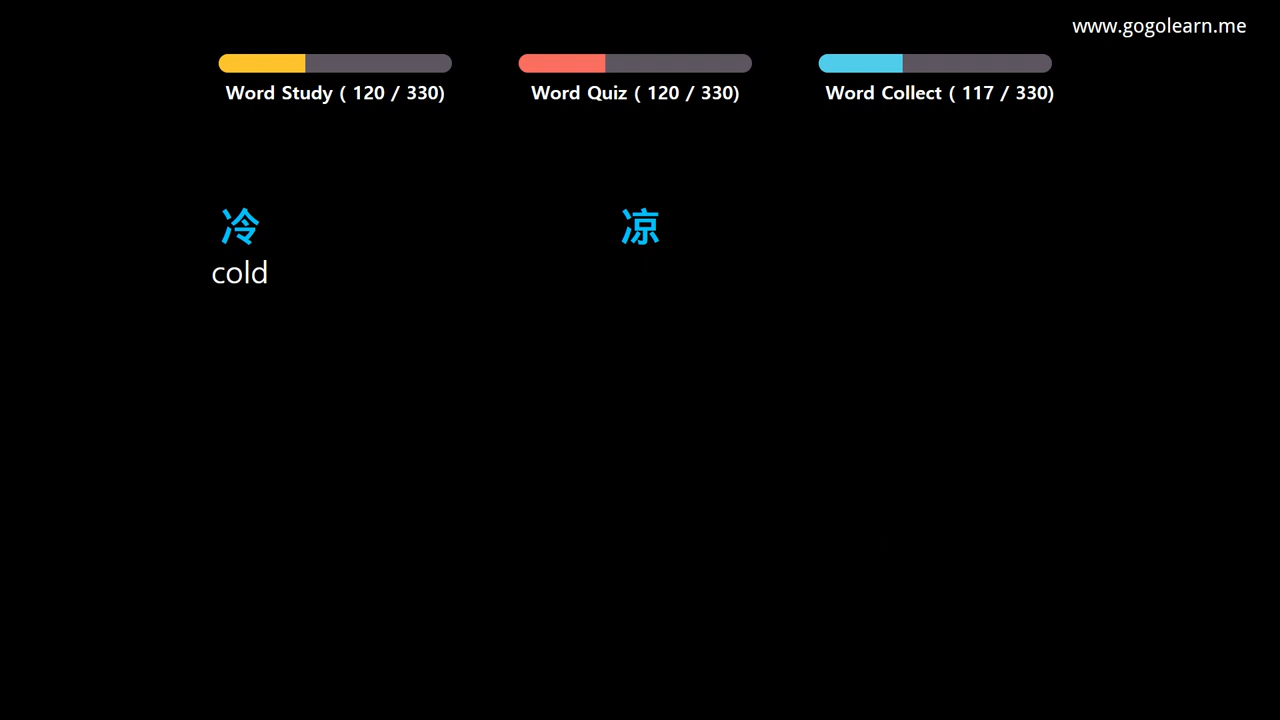 www.gogolearn.me
Word Study ( 120 / 330)
Word Quiz ( 120 / 330)
Word Collect ( 117 / 330)
冷
凉
cold